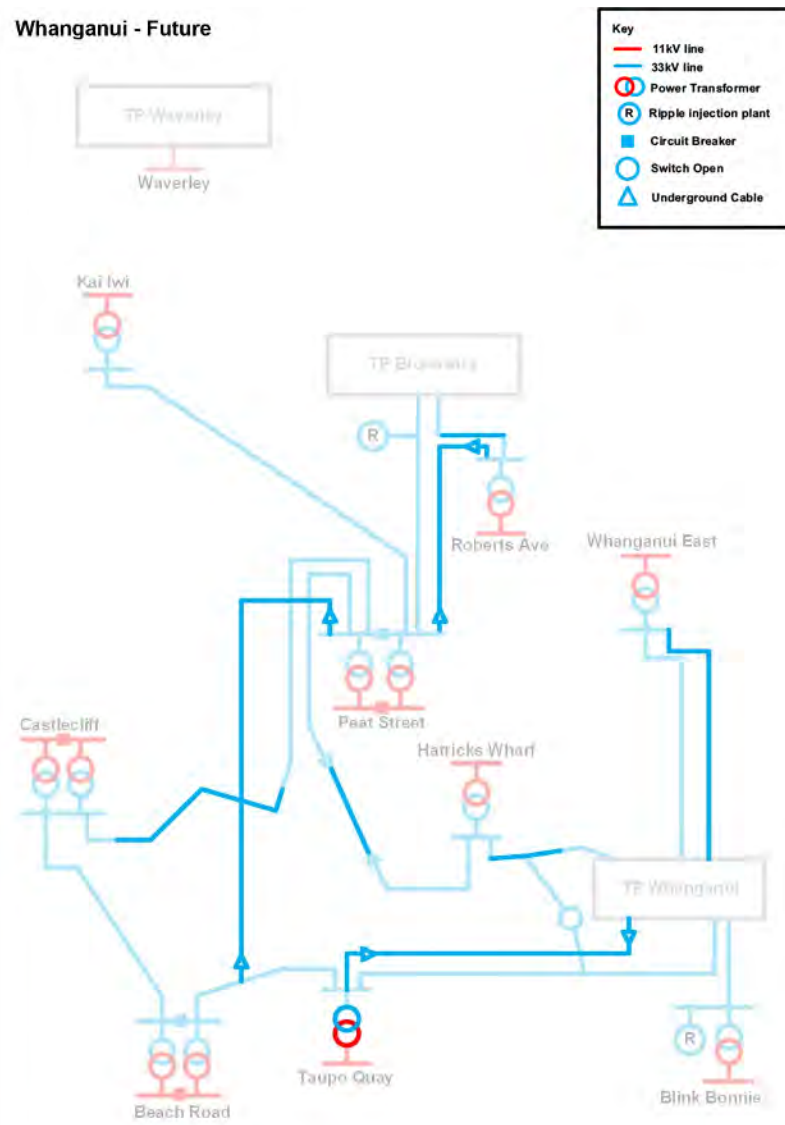 Whanganui - Future
Key
11kV line
33kV line
Power Transformer
R
Ripple injection plant
Circuit Breaker
Switch Open
Underground Cable
TP Waverley
Waverley
Kai Iwi
TP Brunswick
R
Roberts Ave
Whanganui East
Peat Street
Castlecliff
Hatricks Wharf
TP Whanganui
R
Taupo Quay
Blink Bonnie
Beach Road